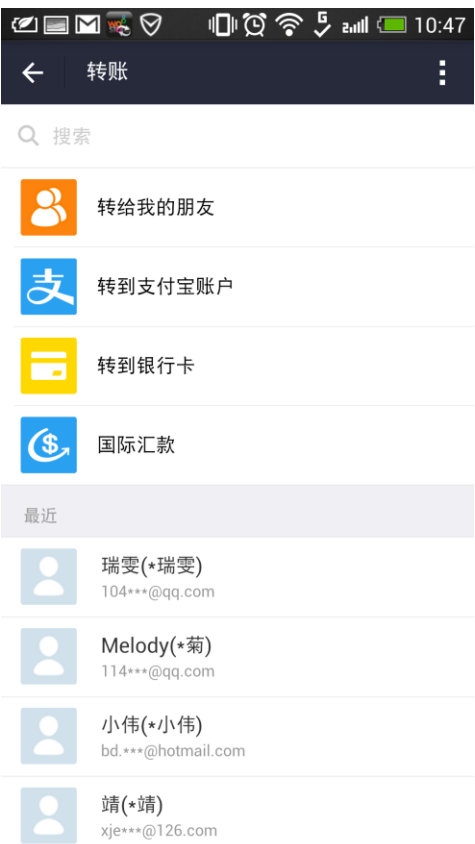 10:47
转账
搜索
转给我的朋友
支
转到支付宝账户
转到银行卡
$
国际汇款
最近
瑞雯(*瑞雯)
104***@qq.com
Melody(*菊)
114***@qq.com
小伟(*小伟)
bd.***@hotmail.com
靖(*靖)
xje***@126.com